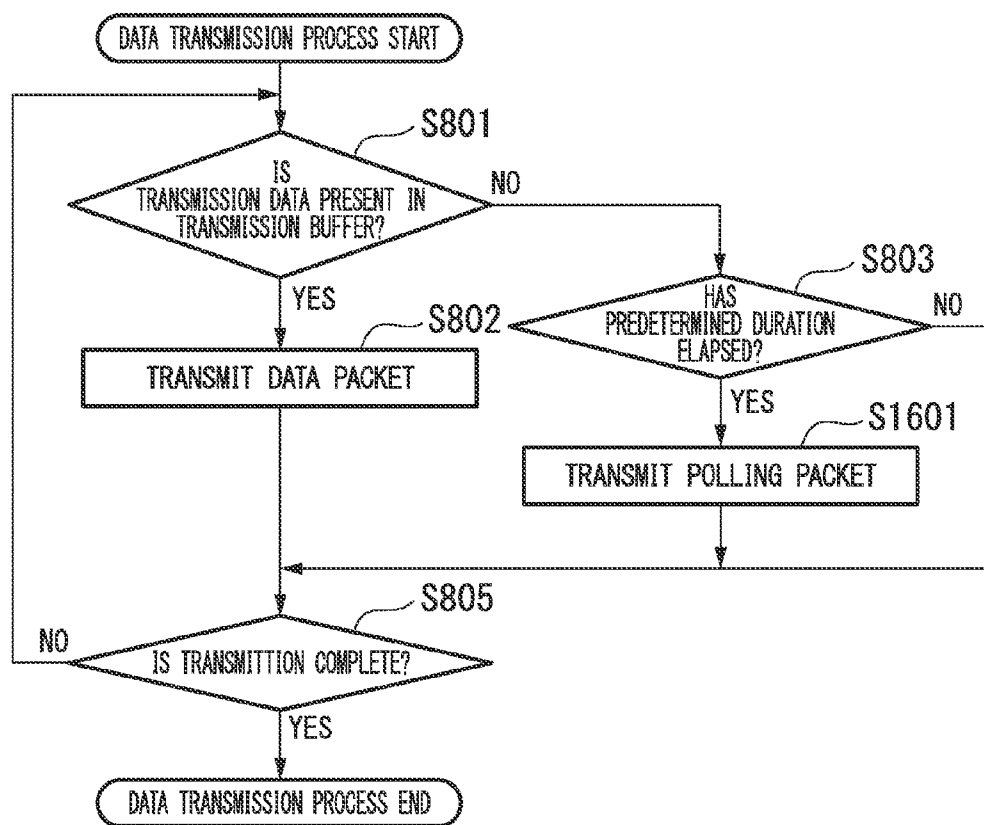 DATA TRANSMISSION PROCESS START
S801
IS
TRANSMISSION DATA PRESENT IN
TRANSMISSION BUFFER?
NO
YES
S803
HAS
PREDETERMINED DURATION
ELAPSED?
NO
YES
S802
TRANSMIT DATA PACKET
S1601
TRANSMIT POLLING PACKET
S805
IS TRANSMITTION COMPLETE?
NO
YES
DATA TRANSMISSION PROCESS END